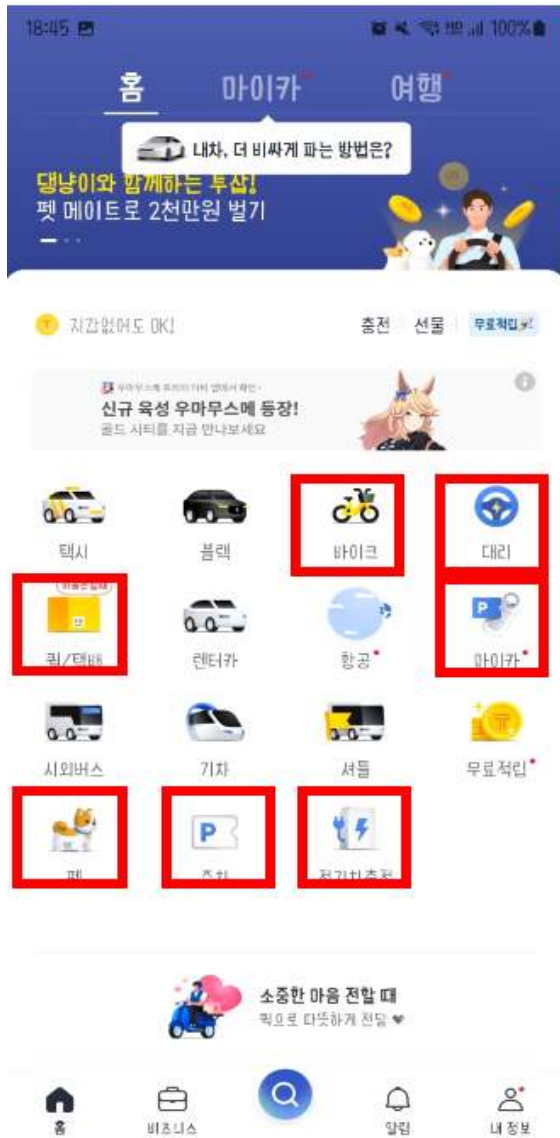 18:45
100%
홈 마이카 여행
내차, 더 비싸게 파는 방법은?
댕냥이와 함께하는 투잡!
펫 메이트로 2천만원 벌기
T 지갑없어도 OK! 충전 선물 무료적립
신규 육성 우마무스메 등장!
골드 시티를 지금 만나보세요
택시 블랙 바이크 대리
퀵/택배 렌터카 항공 마이카
시외버스 기차 셔틀 무료적립
펫 주차 전기차충전
소중한 마음 전할 때
퀵으로 따뜻하게 전달
홈 비즈니스 알림 내 정보